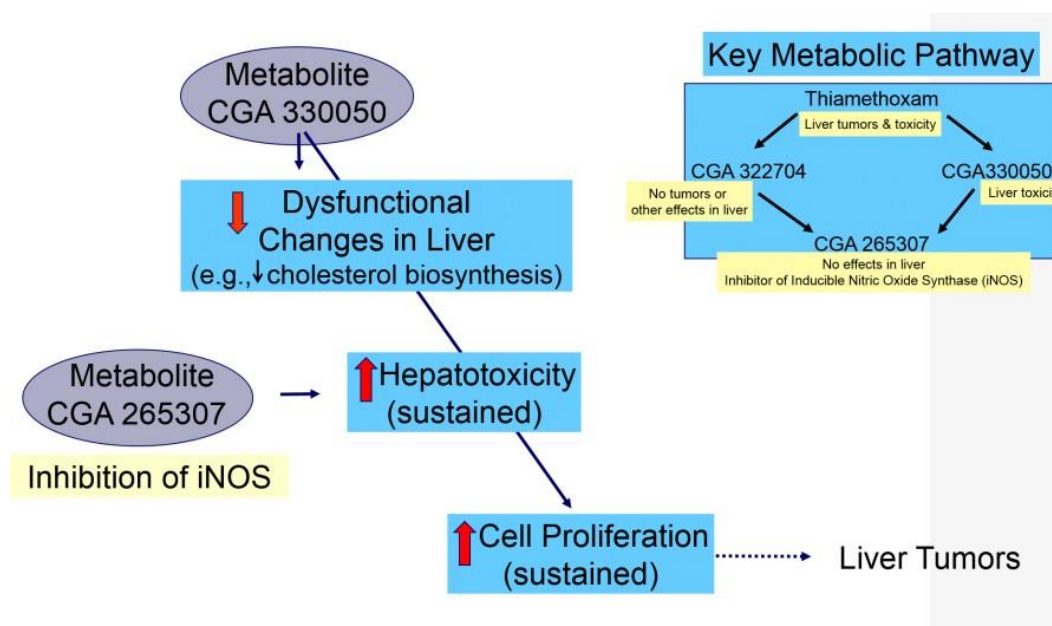 Metabolite
CGA 330050
Dysfunctional
Changes in Liver
(e.g.,↓cholesterol biosynthesis)
Metabolite
CGA 265307
Inhibition of iNOS
Hepatotoxicity
(sustained)
Cell Proliferation
(sustained)
Liver Tumors
Key Metabolic Pathway
Thiamethoxam
Liver tumors & toxicity
CGA 322704
CGA330050
No tumors or
other effects in liver
Liver toxici
CGA 265307
No effects in liver
Inhibitor of Inducible Nitric Oxide Synthase (iNOS)